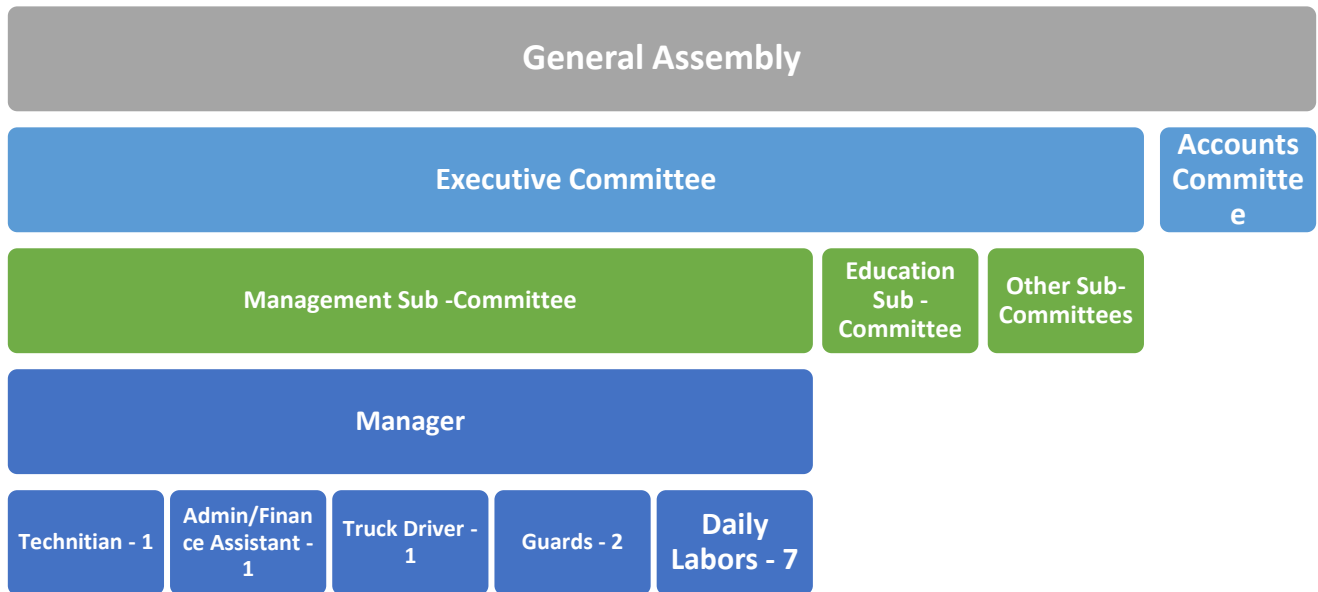 General Assembly
Executive Committee
Accounts
Committe
e
Management Sub -Committee
Education
Sub -
Committee
Other Sub-
Committees
Manager
Technitian - 1
Admin/Finan
ce Assistant -
1
Truck Driver -
1
Guards - 2
Daily
Labors - 7